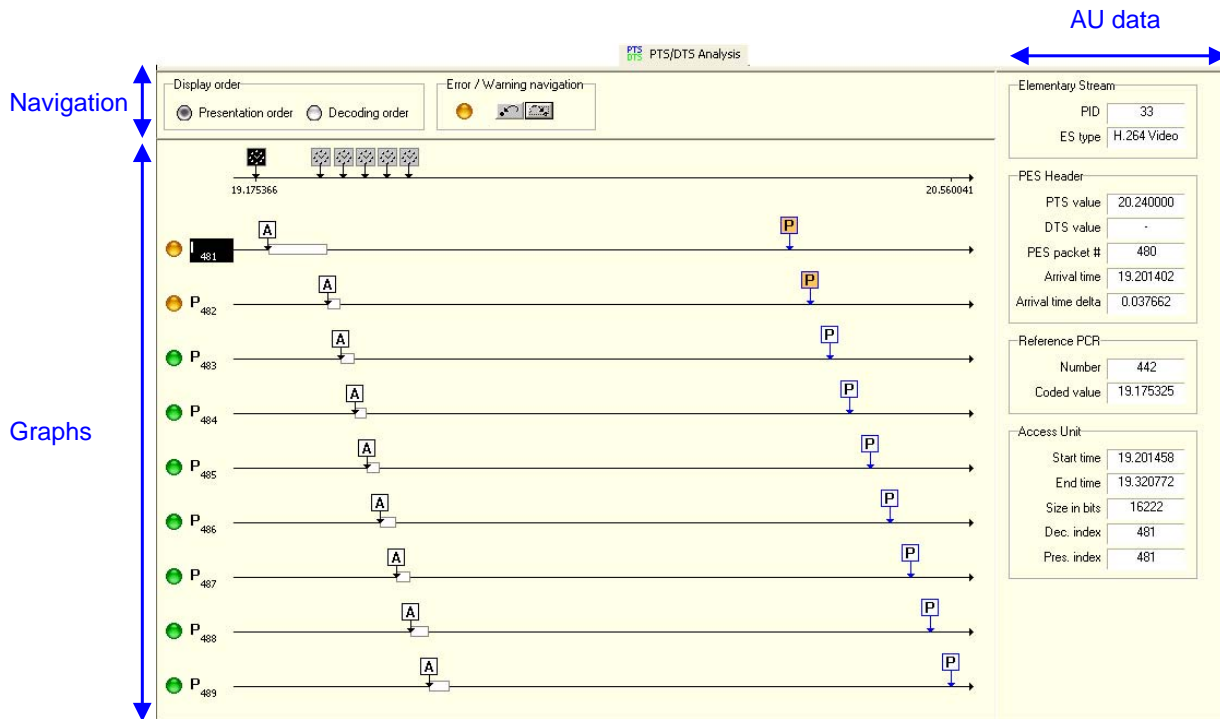 AU data
PTS
DTS
PTS/DTS Analysis
Navigation
Display order
Presentation order
Decoding order
Error / Warning navigation
Elementary Stream
PID 33
ES type H.264 Video
19.175366
20.560041
PES Header
PTS value 20.240000
DTS value -
PES packet # 480
Arrival time 19.201402
Arrival time delta 0.037662
Reference PCR
Number 442
Coded value 19.175325
Access Unit
Start time 19.201458
End time 19.320772
Size in bits 16222
Dec. index 481
Pres. index 481
Graphs
I 481 A P
P 482 A P
P 483 A P
P 484 A P
P 485 A P
P 486 A P
P 487 A P
P 488 A P
P 489 A P